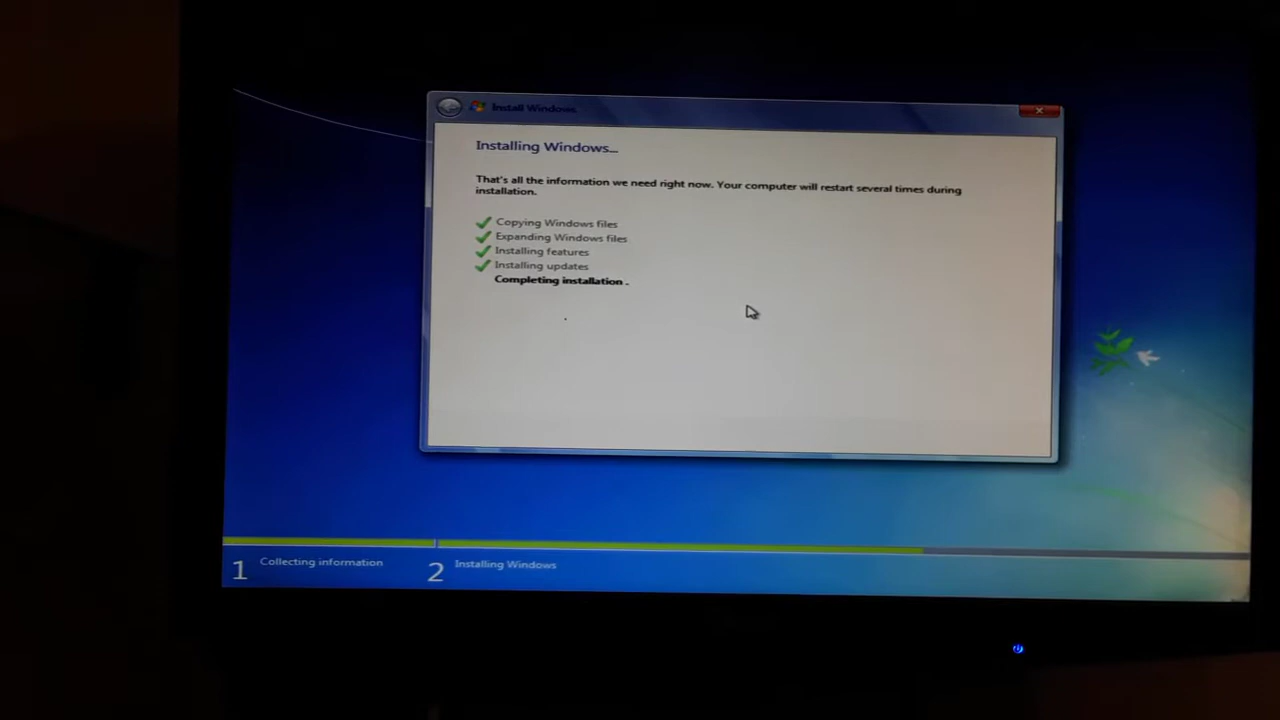 Install Windows
Installing Windows...
That's all the information we need right now. Your computer will restart several times during
installation.
Copying Windows files
Expanding Windows files
Installing features
Installing updates
Completing installation .
1 Collecting information
2 Installing Windows